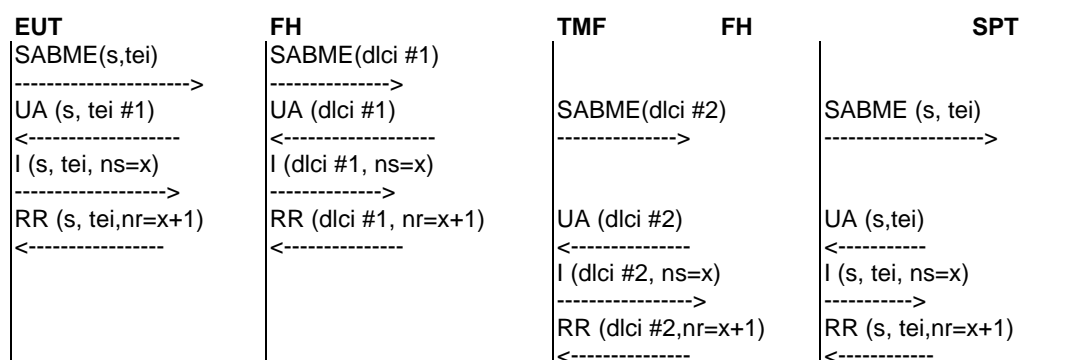 EUT FH TMF FH SPT
SABME(s,tei) SABME(dlci #1)
----------------------> --------------->
UA (s, tei #1) UA (dlci #1) SABME(dlci #2) SABME (s, tei)
<------------------- <------------------- ---------------> -------------------->
I (s, tei, ns=x) I (dlci #1, ns=x)
-------------------> -------------->
RR (s, tei,nr=x+1) RR (dlci #1, nr=x+1) UA (dlci #2) UA (s,tei)
<----------------- <--------------- <--------------- <-----------
I (dlci #2, ns=x) I (s, tei, ns=x)
-----------------> ----------->
RR (dlci #2,nr=x+1) RR (s, tei,nr=x+1)
<--------------- <------------